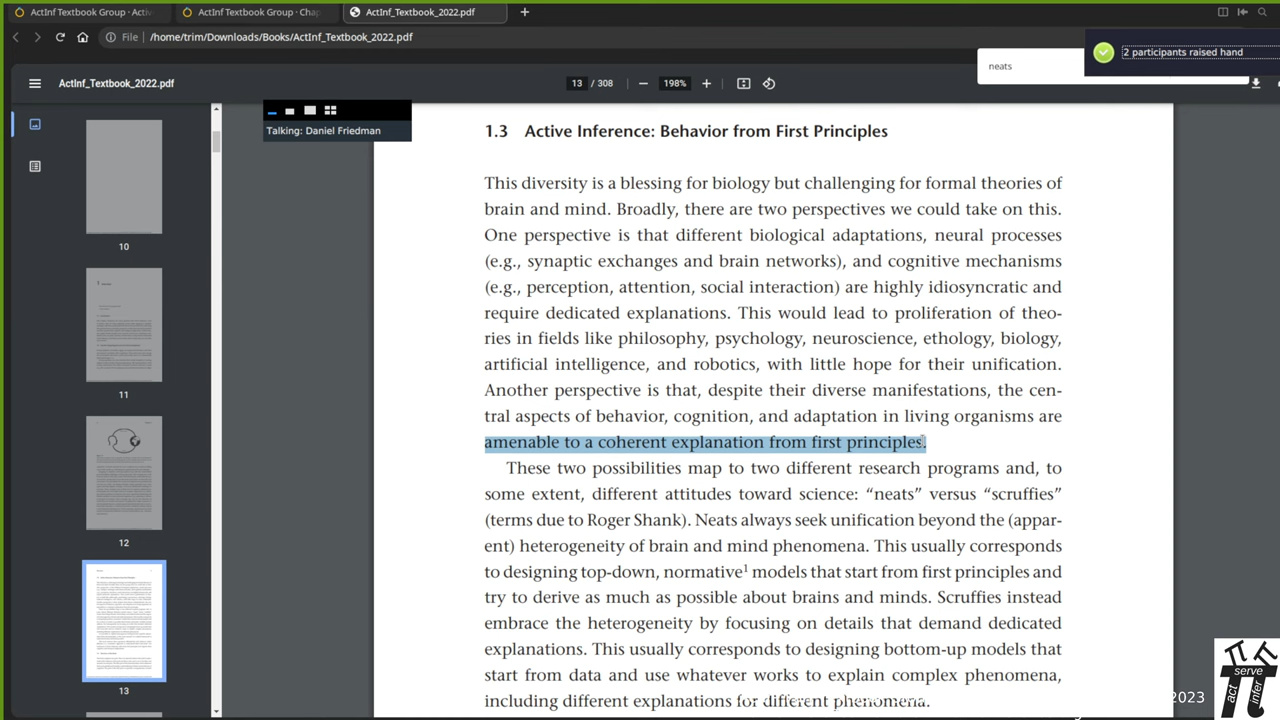 ActInf Textbook Group · Activ
ActInf Textbook Group · Chap
ActInf_Textbook_2022.pdf
File
/home/trim/Downloads/Books/ActInf_Textbook_2022.pdf
neats
2 participants raised hand
ActInf_Textbook_2022.pdf
13 / 308
198%
Talking: Daniel Friedman
10
11
12
13
1.3 Active Inference: Behavior from First Principles
This diversity is a blessing for biology but challenging for formal theories of
brain and mind. Broadly, there are two perspectives we could take on this.
One perspective is that different biological adaptations, neural processes
(e.g., synaptic exchanges and brain networks), and cognitive mechanisms
(e.g., perception, attention, social interaction) are highly idiosyncratic and
require dedicated explanations. This would lead to proliferation of theo-
ries in fields like philosophy, psychology, neuroscience, ethology, biology,
artificial intelligence, and robotics, with little hope for their unification.
Another perspective is that, despite their diverse manifestations, the cen-
tral aspects of behavior, cognition, and adaptation in living organisms are
amenable to a coherent explanation from first principles.
These two possibilities map to two different research programs and, to
some extent, different attitudes toward science: “neats” versus “scruffies”
(terms due to Roger Shank). Neats always seek unification beyond the (appar-
ent) heterogeneity of brain and mind phenomena. This usually corresponds
to designing top-down, normative¹ models that start from first principles and
try to derive as much as possible about brains and minds. Scruffies instead
embrace the heterogeneity by focusing on details that demand dedicated
explanations. This usually corresponds to designing bottom-up models that
start from data and use whatever works to explain complex phenomena,
including different explanations for different phenomena.
2023
serve
act
infer